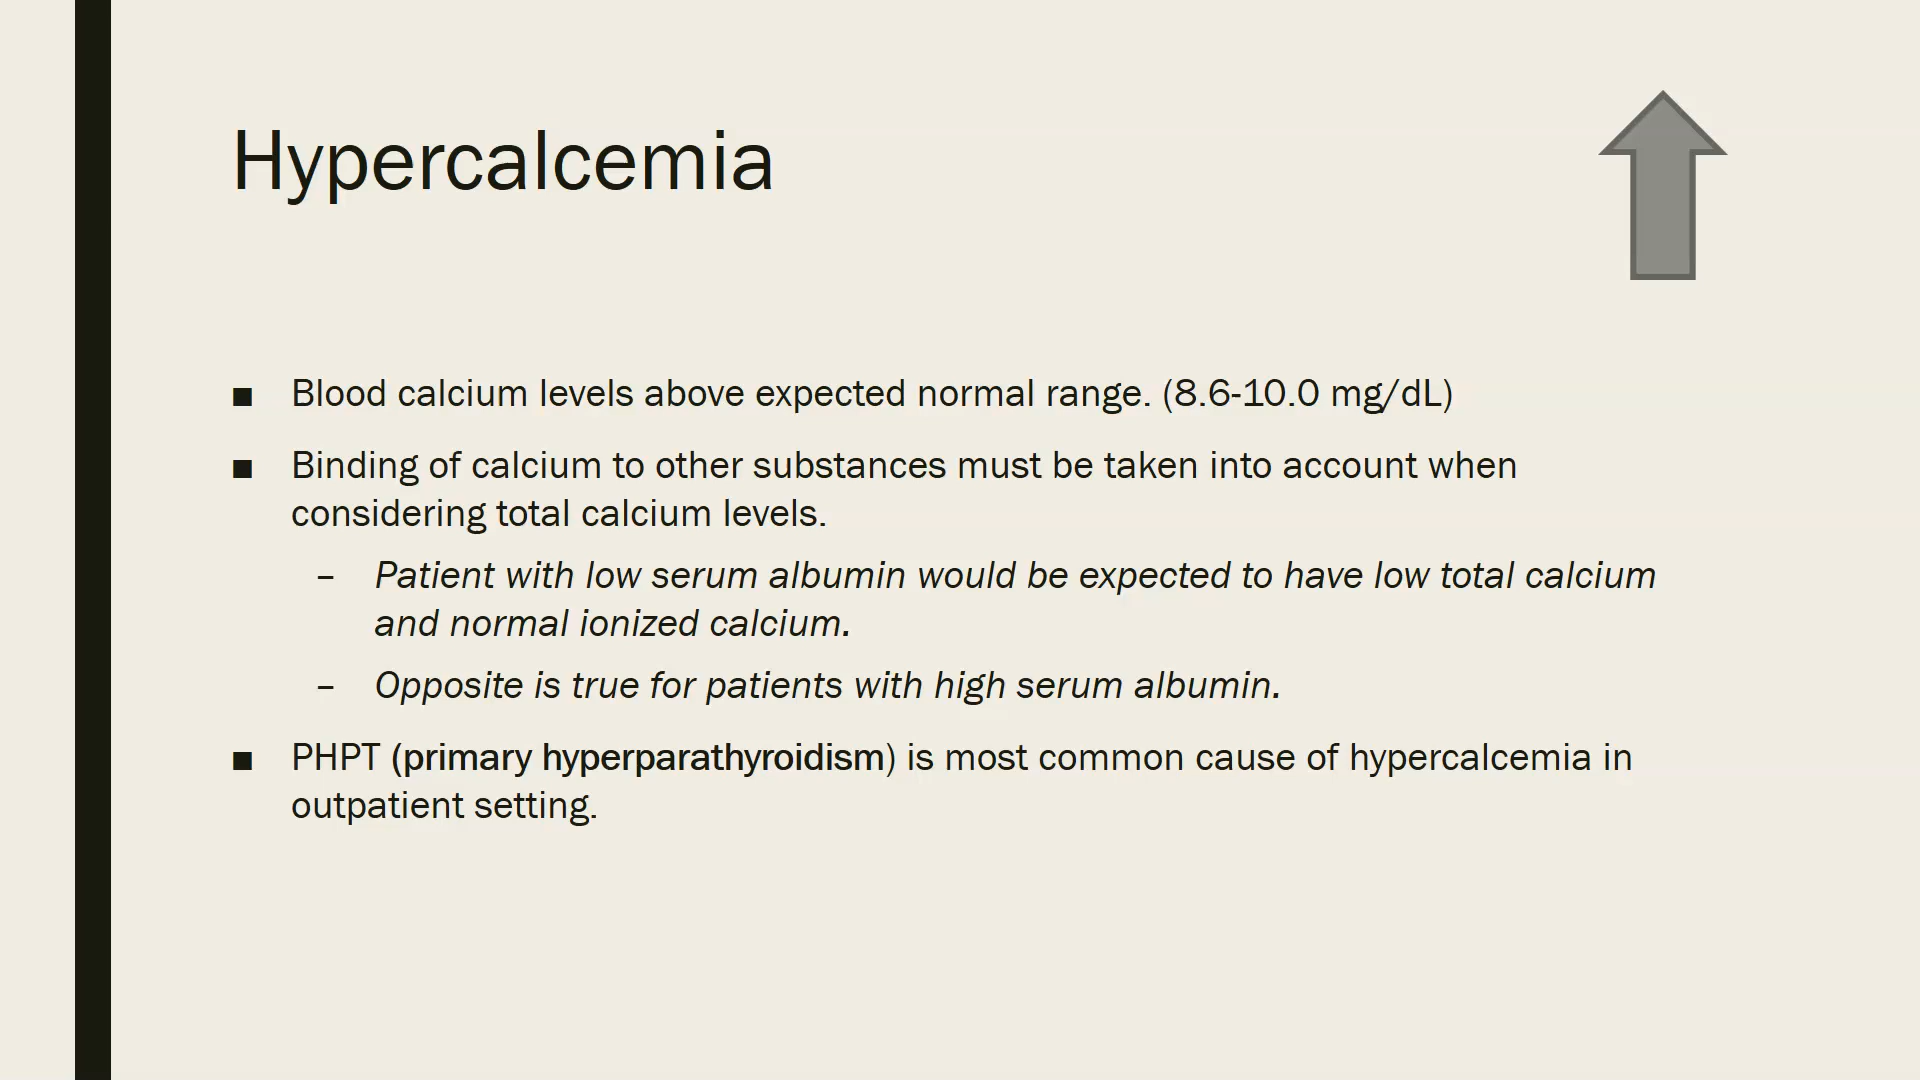 Hypercalcemia
■ Blood calcium levels above expected normal range. (8.6-10.0 mg/dL)
■ Binding of calcium to other substances must be taken into account when
considering total calcium levels.
– Patient with low serum albumin would be expected to have low total calcium
and normal ionized calcium.
– Opposite is true for patients with high serum albumin.
■ PHPT (primary hyperparathyroidism) is most common cause of hypercalcemia in
outpatient setting.